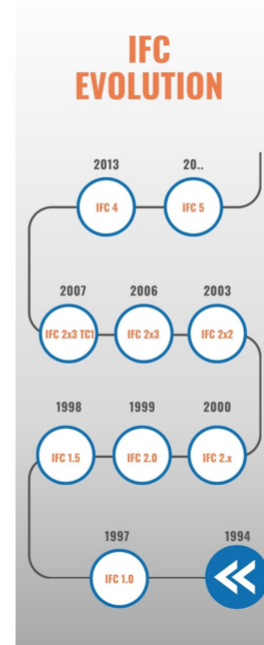 IFC
EVOLUTION
2013 20..
IFC 4 IFC 5
2007 2006 2003
IFC 2x3 TC1 IFC 2x3 IFC 2x2
1998 1999 2000
IFC 1.5 IFC 2.0 IFC 2.x
1997 1994
IFC 1.0